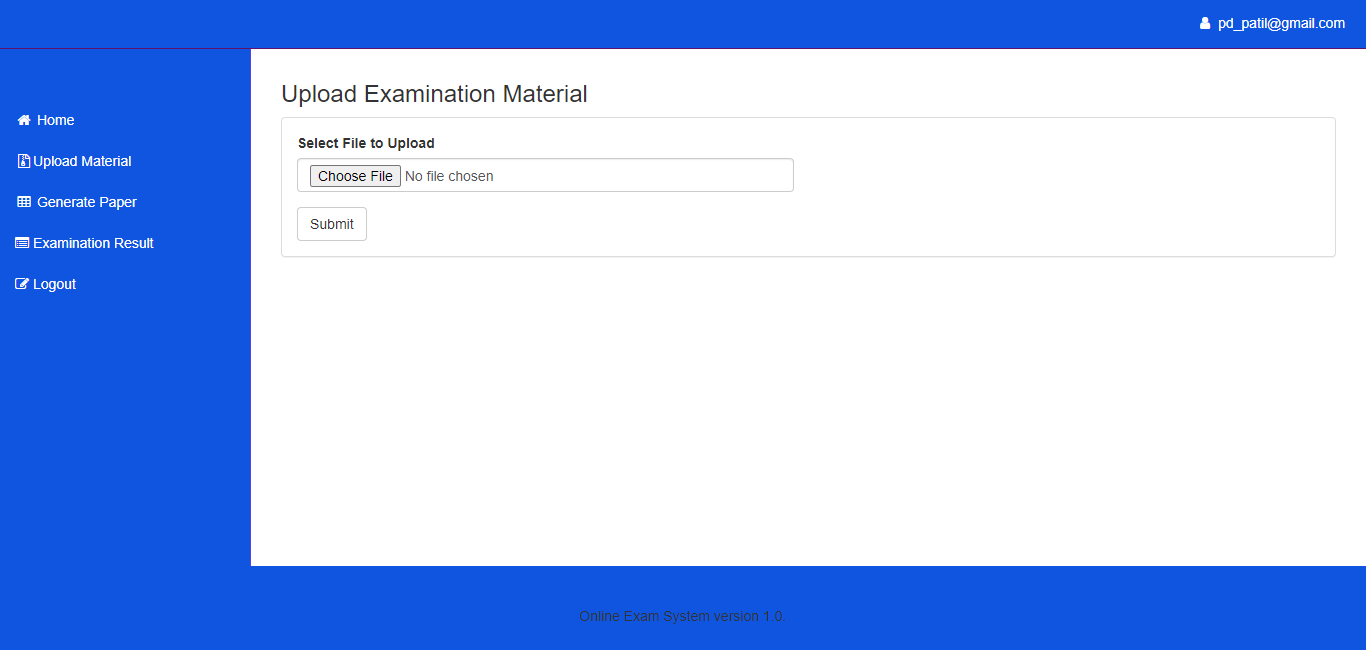 pd_patil@gmail.com
Home
Upload Material
Generate Paper
Examination Result
Logout
Upload Examination Material
Select File to Upload
Choose File No file chosen
Submit
Online Exam System version 1.0.